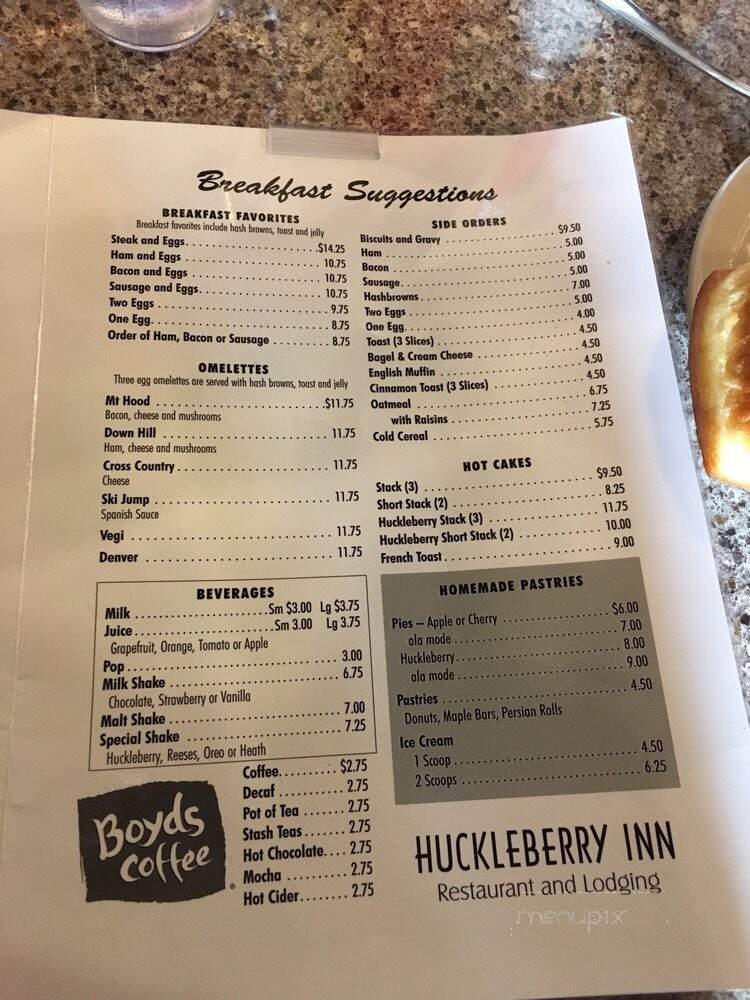 Breakfast Suggestions
BREAKFAST FAVORITES
Breakfast favorites include hash browns, toast and jelly
Steak and Eggs. . . . . . . . . . . . . . . . . . . . . . . $14.25
Ham and Eggs . . . . . . . . . . . . . . . . . . . . . . . 10.75
Bacon and Eggs . . . . . . . . . . . . . . . . . . . . . . 10.75
Sausage and Eggs. . . . . . . . . . . . . . . . . . . . . 10.75
Two Eggs . . . . . . . . . . . . . . . . . . . . . . . . . . . 9.75
One Egg. . . . . . . . . . . . . . . . . . . . . . . . . . . . 8.75
Order of Ham, Bacon or Sausage . . . . . . . . . . 8.75
OMELETTES
Three egg omelettes are served with hash browns, toast and jelly
Mt Hood . . . . . . . . . . . . . . . . . . . . . . . . . . $11.75
Bacon, cheese and mushrooms
Down Hill . . . . . . . . . . . . . . . . . . . . . . . . . . 11.75
Ham, cheese and mushrooms
Cross Country . . . . . . . . . . . . . . . . . . . . . . . 11.75
Cheese
Ski Jump . . . . . . . . . . . . . . . . . . . . . . . . . . 11.75
Spanish Sauce
Vegi . . . . . . . . . . . . . . . . . . . . . . . . . . . . . 11.75
Denver . . . . . . . . . . . . . . . . . . . . . . . . . . . 11.75
BEVERAGES
Milk . . . . . . . . . . . . . . . . . Sm $3.00 Lg $3.75
Juice . . . . . . . . . . . . . . . . . Sm 3.00 Lg 3.75
Grapefruit, Orange, Tomato or Apple
Pop . . . . . . . . . . . . . . . . . . . . . . . . . . . . 3.00
Milk Shake . . . . . . . . . . . . . . . . . . . . . . . 6.75
Chocolate, Strawberry or Vanilla
Malt Shake . . . . . . . . . . . . . . . . . . . . . . . 7.00
Special Shake . . . . . . . . . . . . . . . . . . . . . 7.25
Huckleberry, Reeses, Oreo or Heath
Boyds
Coffee
®
Coffee. . . . . . . . . $2.75
Decaf . . . . . . . . . . 2.75
Pot of Tea . . . . . . . 2.75
Stash Teas . . . . . . . 2.75
Hot Chocolate. . . . 2.75
Mocha . . . . . . . . . 2.75
Hot Cider. . . . . . . . 2.75
SIDE ORDERS
Biscuits and Gravy . . . . . . . . . . . . . . . . . . $9.50
Ham . . . . . . . . . . . . . . . . . . . . . . . . . . . . 5.00
Bacon . . . . . . . . . . . . . . . . . . . . . . . . . . . 5.00
Sausage. . . . . . . . . . . . . . . . . . . . . . . . . . 5.00
Hashbrowns . . . . . . . . . . . . . . . . . . . . . . . 7.00
Two Eggs . . . . . . . . . . . . . . . . . . . . . . . . . 5.00
One Egg. . . . . . . . . . . . . . . . . . . . . . . . . . 4.00
Toast (3 Slices) . . . . . . . . . . . . . . . . . . . . . 4.50
Bagel & Cream Cheese . . . . . . . . . . . . . . . . 4.50
English Muffin . . . . . . . . . . . . . . . . . . . . . 4.50
Cinnamon Toast (3 Slices) . . . . . . . . . . . . . . 4.50
Oatmeal . . . . . . . . . . . . . . . . . . . . . . . . . 6.75
with Raisins . . . . . . . . . . . . . . . . . . . . . . . 7.25
Cold Cereal . . . . . . . . . . . . . . . . . . . . . . . 5.75
HOT CAKES
Stack (3) . . . . . . . . . . . . . . . . . . . . . . . . . $9.50
Short Stack (2) . . . . . . . . . . . . . . . . . . . . . 8.25
Huckleberry Stack (3) . . . . . . . . . . . . . . . . 11.75
Huckleberry Short Stack (2) . . . . . . . . . . . . 10.00
French Toast . . . . . . . . . . . . . . . . . . . . . . . 9.00
HOMEMADE PASTRIES
Pies – Apple or Cherry . . . . . . . . . . . . . . . $6.00
ala mode . . . . . . . . . . . . . . . . . . . . . . . . . 7.00
Huckleberry. . . . . . . . . . . . . . . . . . . . . . . . 8.00
ala mode . . . . . . . . . . . . . . . . . . . . . . . . . 9.00
Pastries . . . . . . . . . . . . . . . . . . . . . . . . . . 4.50
Donuts, Maple Bars, Persian Rolls
Ice Cream
1 Scoop . . . . . . . . . . . . . . . . . . . . . . . . . . 4.50
2 Scoops . . . . . . . . . . . . . . . . . . . . . . . . . 6.25
HUCKLEBERRY INN
Restaurant and Lodging
menupix